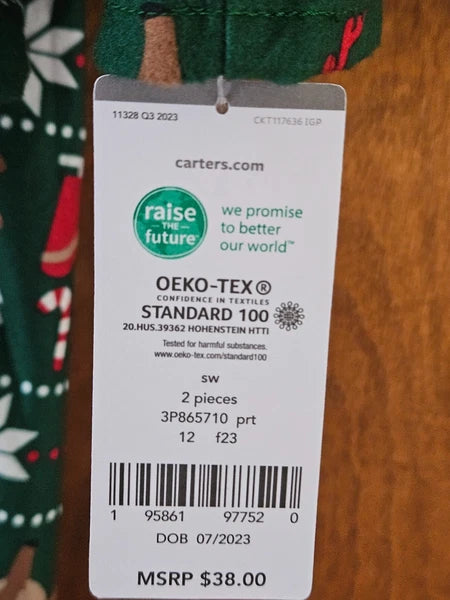 11328 Q3 2023
CKT117636 IGP
carters.com
raise
THE
future
we promise
to better
our world™
OEKO-TEX®
CONFIDENCE IN TEXTILES
STANDARD 100
20.HUS.39362 HOHENSTEIN HTTI
Tested for harmful substances.
www.oeko-tex.com/standard100
sw
2 pieces
3P865710 prt
12 f23
1 95861 97752 0
DOB 07/2023
MSRP $38.00